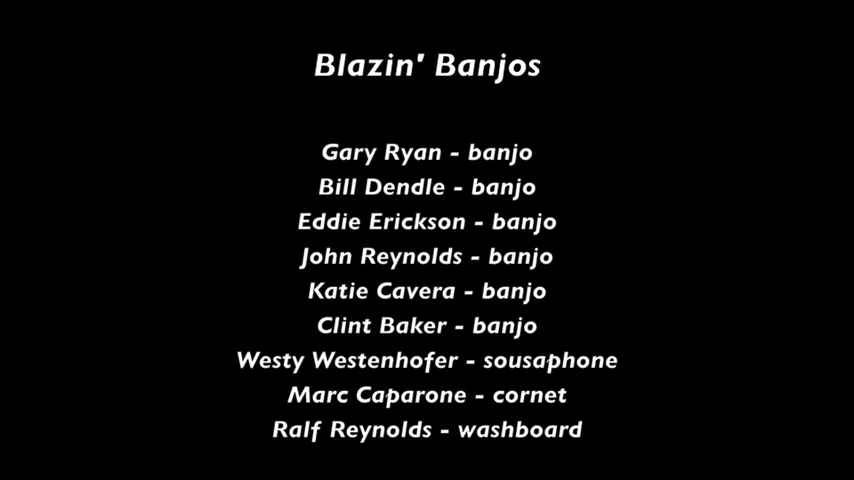 Blazin' Banjos
Gary Ryan - banjo
Bill Dendle - banjo
Eddie Erickson - banjo
John Reynolds - banjo
Katie Cavera - banjo
Clint Baker - banjo
Westy Westenhofer - sousaphone
Marc Caparone - cornet
Ralf Reynolds - washboard